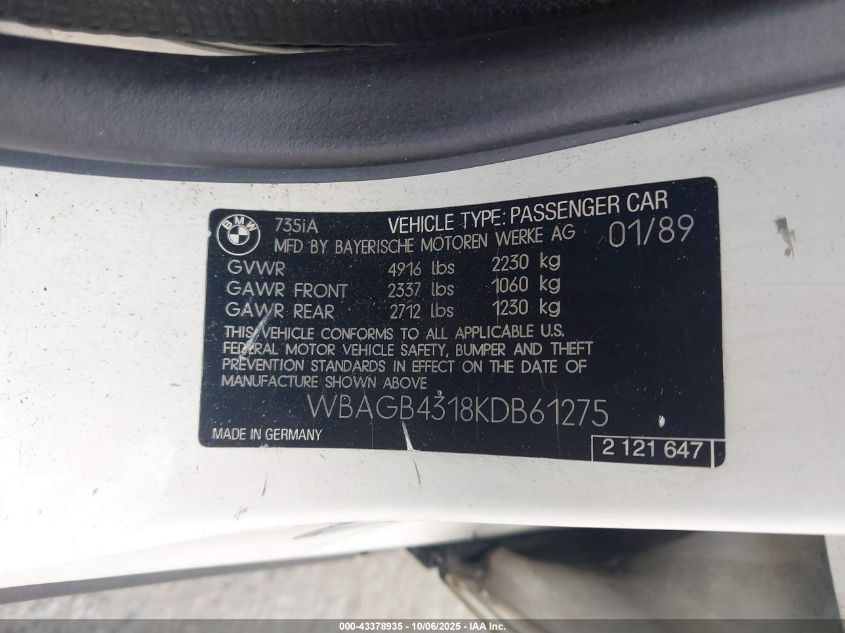 BMW
735iA VEHICLE TYPE: PASSENGER CAR
MFD BY BAYERISCHE MOTOREN WERKE AG 01/89
GVWR 4916 lbs 2230 kg
GAWR FRONT 2337 lbs 1060 kg
GAWR REAR 2712 lbs 1230 kg
THIS VEHICLE CONFORMS TO ALL APPLICABLE U.S.
FEDERAL MOTOR VEHICLE SAFETY, BUMPER AND THEFT
PREVENTION STANDARDS IN EFFECT ON THE DATE OF
MANUFACTURE SHOWN ABOVE
WBAGB4318KDB61275
MADE IN GERMANY
2 121 647
000-43378935 - 10/06/2025 - IAA Inc.